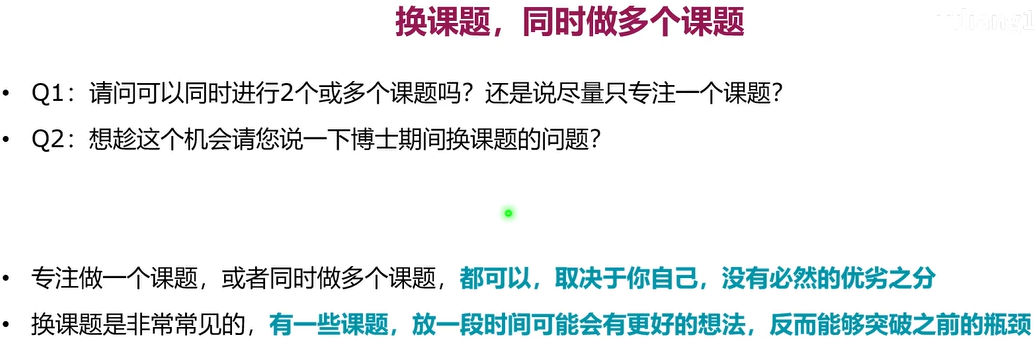 换课题，同时做多个课题
• Q1：请问可以同时进行2个或多个课题吗？还是说尽量只专注一个课题？
• Q2：想趁这个机会请您说一下博士期间换课题的问题？
• 专注做一个课题，或者同时做多个课题，都可以，取决于你自己，没有必然的优劣之分
• 换课题是非常常见的，有一些课题，放一段时间可能会有更好的想法，反而能够突破之前的瓶颈